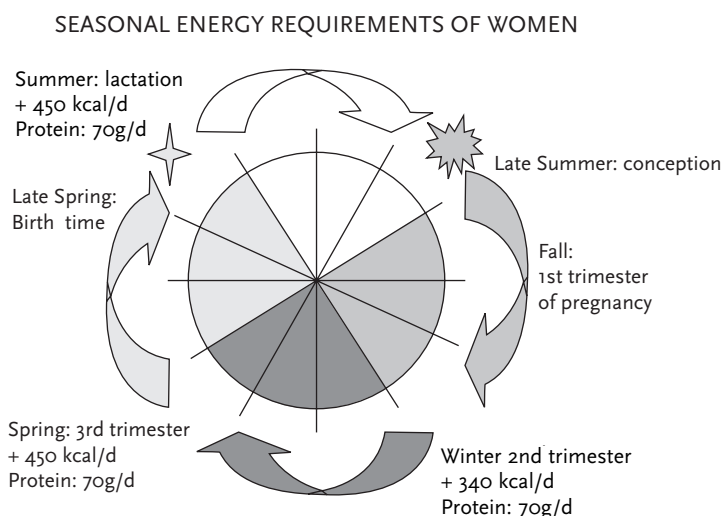 SEASONAL ENERGY REQUIREMENTS OF WOMEN
Summer: lactation
+ 450 kcal/d
Protein: 70g/d
Late Summer: conception
Late Spring:
Birth time
Fall:
1st trimester
of pregnancy
Spring: 3rd trimester
+ 450 kcal/d
Protein: 70g/d
Winter 2nd trimester
+ 340 kcal/d
Protein: 70g/d